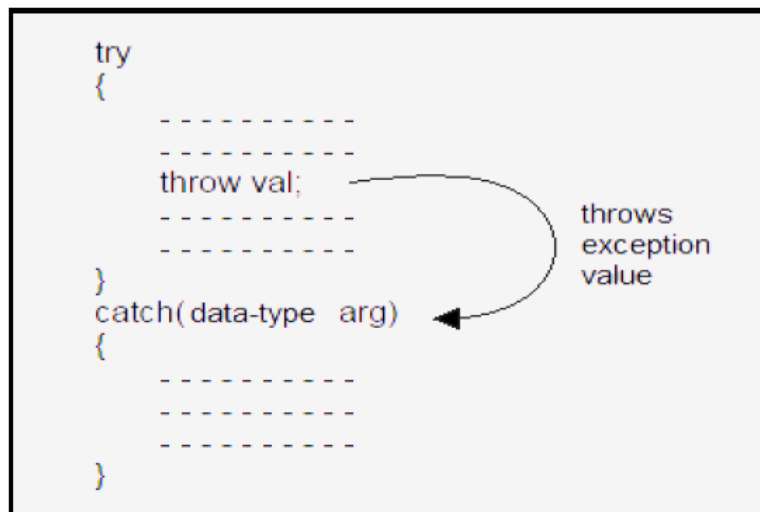 try
{
- - - - - - - - - -
- - - - - - - - - -
throw val;
- - - - - - - - - -
- - - - - - - - - -
}
catch( data-type arg)
{
- - - - - - - - - -
- - - - - - - - - -
- - - - - - - - - -
}
throws
exception
value